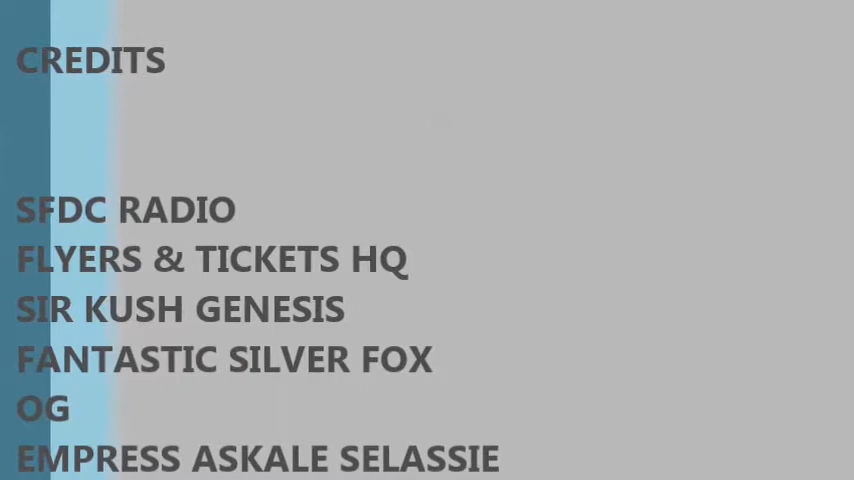 CREDITS
SFDC RADIO
FLYERS & TICKETS HQ
SIR KUSH GENESIS
FANTASTIC SILVER FOX
OG
EMPRESS ASKALE SELASSIE